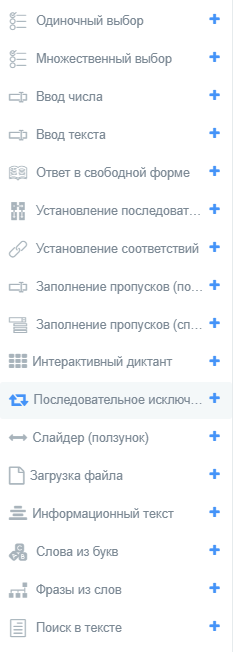 Одиночный выбор
Множественный выбор
Ввод числа
Ввод текста
Ответ в свободной форме
Установление последоват...
Установление соответствий
Заполнение пропусков (по...
Заполнение пропусков (сп...
Интерактивный диктант
Последовательное исключ...
Слайдер (ползунок)
Загрузка файла
Информационный текст
Слова из букв
Фразы из слов
Поиск в тексте